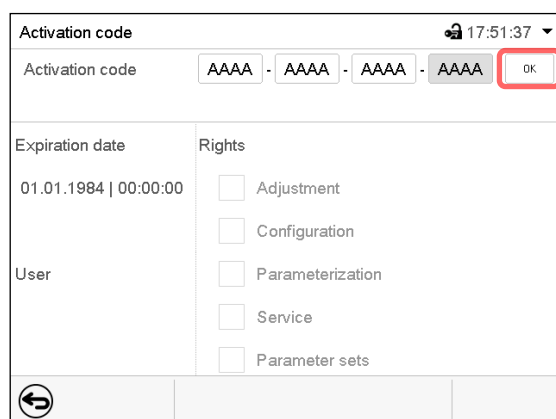 Activation code 17:51:37
Activation code AAAA - AAAA - AAAA - AAAA OK
Expiration date Rights
01.01.1984 | 00:00:00 Adjustment
Configuration
User Parameterization
Service
Parameter sets